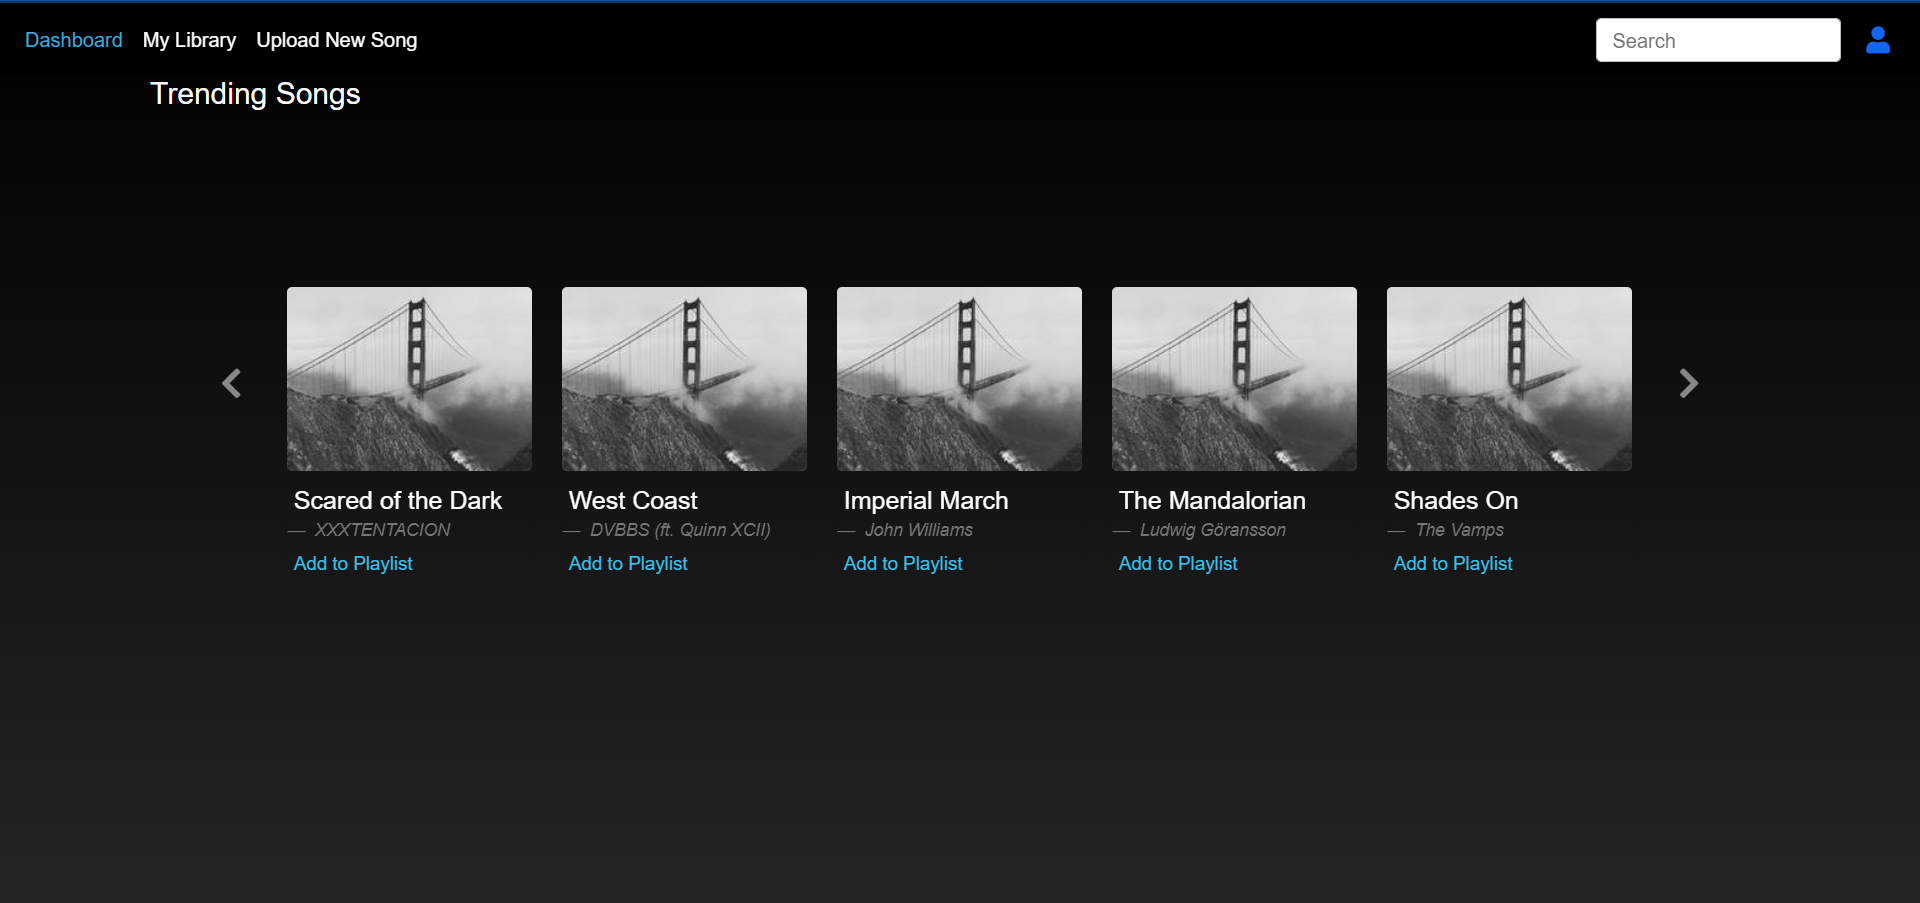 Dashboard My Library Upload New Song Search
Trending Songs
Scared of the Dark
— XXXTENTACION
Add to Playlist
West Coast
— DVBBS (ft. Quinn XCII)
Add to Playlist
Imperial March
— John Williams
Add to Playlist
The Mandalorian
— Ludwig Göransson
Add to Playlist
Shades On
— The Vamps
Add to Playlist